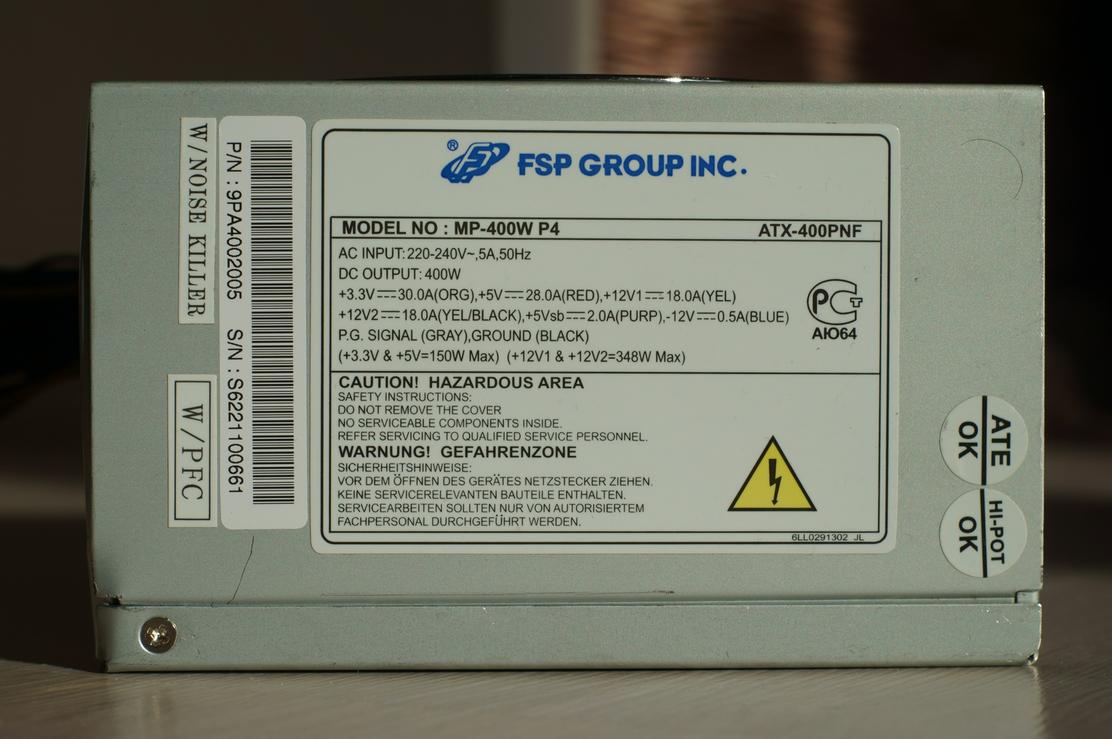 W/NOISE KILLER
W/PFC
P/N : 9PA4002005 S/N : S6221100661
® FSP GROUP INC.
MODEL NO : MP-400W P4 ATX-400PNF
AC INPUT: 220-240V~,5A,50Hz
DC OUTPUT: 400W
+3.3V⎓30.0A(ORG),+5V⎓28.0A(RED),+12V1⎓18.0A(YEL)
+12V2⎓18.0A(YEL/BLACK),+5Vsb⎓2.0A(PURP),-12V⎓0.5A(BLUE)
P.G. SIGNAL (GRAY),GROUND (BLACK)
(+3.3V & +5V=150W Max) (+12V1 & +12V2=348W Max)
РСТ
АЮ64
CAUTION! HAZARDOUS AREA
SAFETY INSTRUCTIONS:
DO NOT REMOVE THE COVER
NO SERVICEABLE COMPONENTS INSIDE.
REFER SERVICING TO QUALIFIED SERVICE PERSONNEL.
WARNUNG! GEFAHRENZONE
SICHERHEITSHINWEISE:
VOR DEM ÖFFNEN DES GERÄTES NETZSTECKER ZIEHEN.
KEINE SERVICERELEVANTEN BAUTEILE ENTHALTEN.
SERVICEARBEITEN SOLLTEN NUR VON AUTORISIERTEM
FACHPERSONAL DURCHGEFÜHRT WERDEN.
6LL0291302 JL
ATE
OK
HI-POT
OK